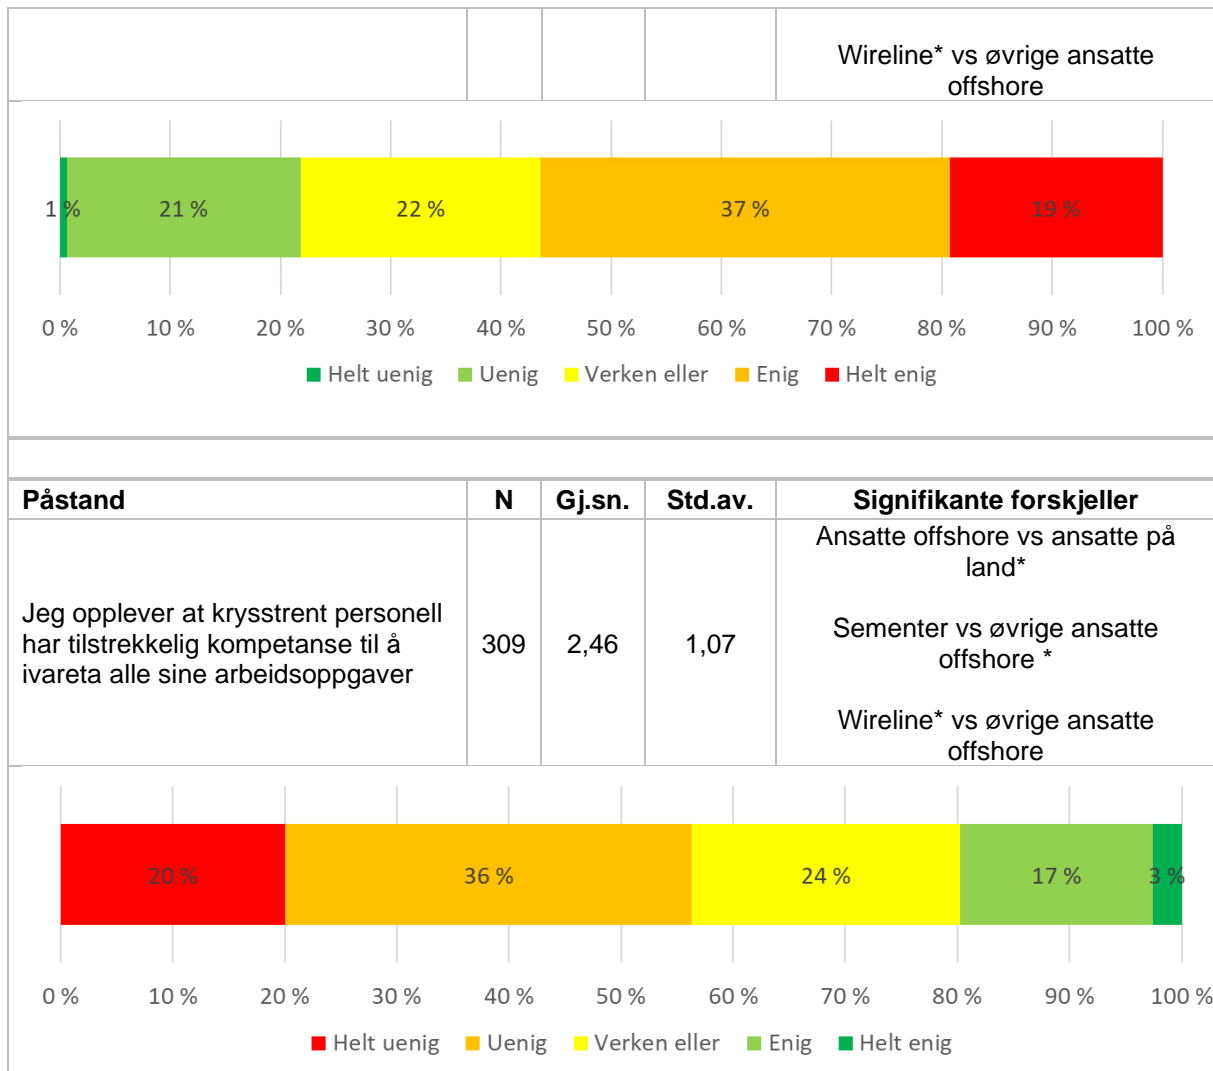 Wireline* vs øvrige ansatte
offshore
1 % 21 % 22 % 37 % 19 %
0 % 10 % 20 % 30 % 40 % 50 % 60 % 70 % 80 % 90 % 100 %
Helt uenig Uenig Verken eller Enig Helt enig
Påstand N Gj.sn. Std.av. Signifikante forskjeller
Jeg opplever at krysstrent personell
har tilstrekkelig kompetanse til å
ivareta alle sine arbeidsoppgaver
309 2,46 1,07
Ansatte offshore vs ansatte på
land*
Sementer vs øvrige ansatte
offshore *
Wireline* vs øvrige ansatte
offshore
20 % 36 % 24 % 17 % 3 %
0 % 10 % 20 % 30 % 40 % 50 % 60 % 70 % 80 % 90 % 100 %
Helt uenig Uenig Verken eller Enig Helt enig